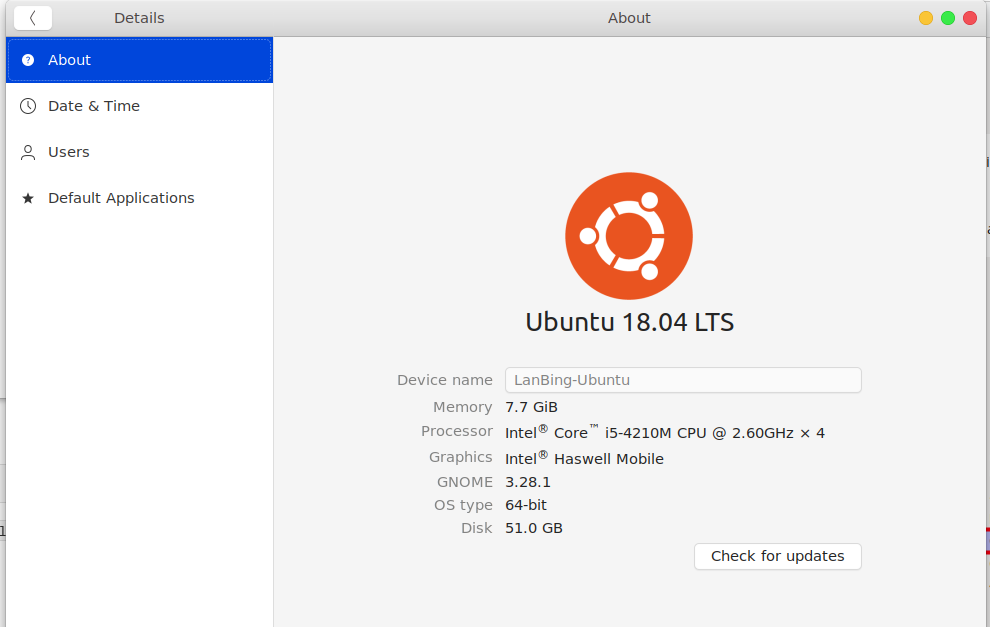 Details
About
About
Date & Time
Users
Default Applications
Ubuntu 18.04 LTS
Device name LanBing-Ubuntu
Memory 7.7 GiB
Processor Intel® Core™ i5-4210M CPU @ 2.60GHz × 4
Graphics Intel® Haswell Mobile
GNOME 3.28.1
OS type 64-bit
Disk 51.0 GB
Check for updates